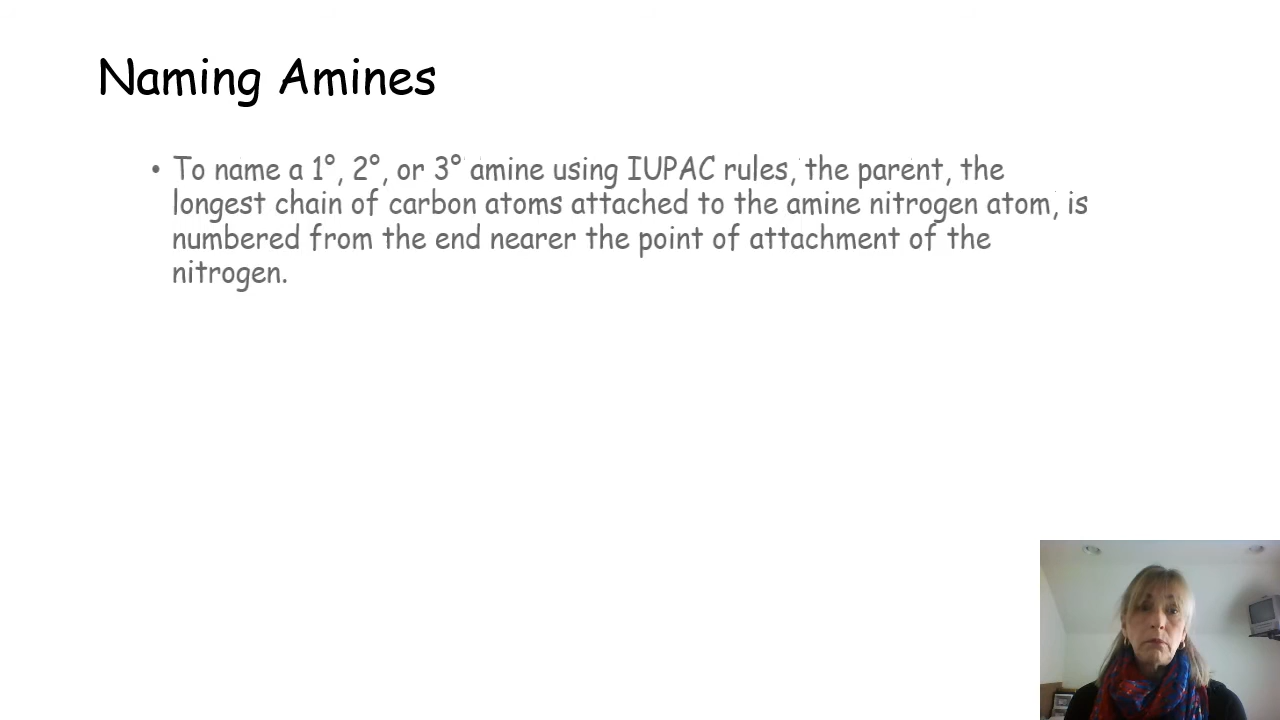 Naming Amines
• To name a 1°, 2°, or 3° amine using IUPAC rules, the parent, the
longest chain of carbon atoms attached to the amine nitrogen atom, is
numbered from the end nearer the point of attachment of the
nitrogen.